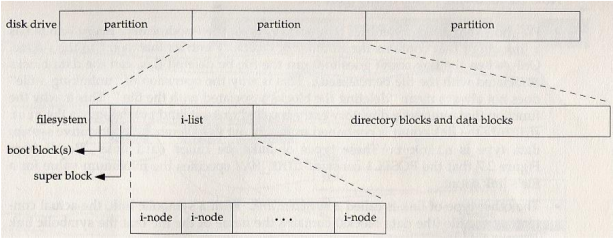 disk drive partition partition partition
filesystem i-list directory blocks and data blocks
boot block(s)
super block
i-node i-node • • • i-node